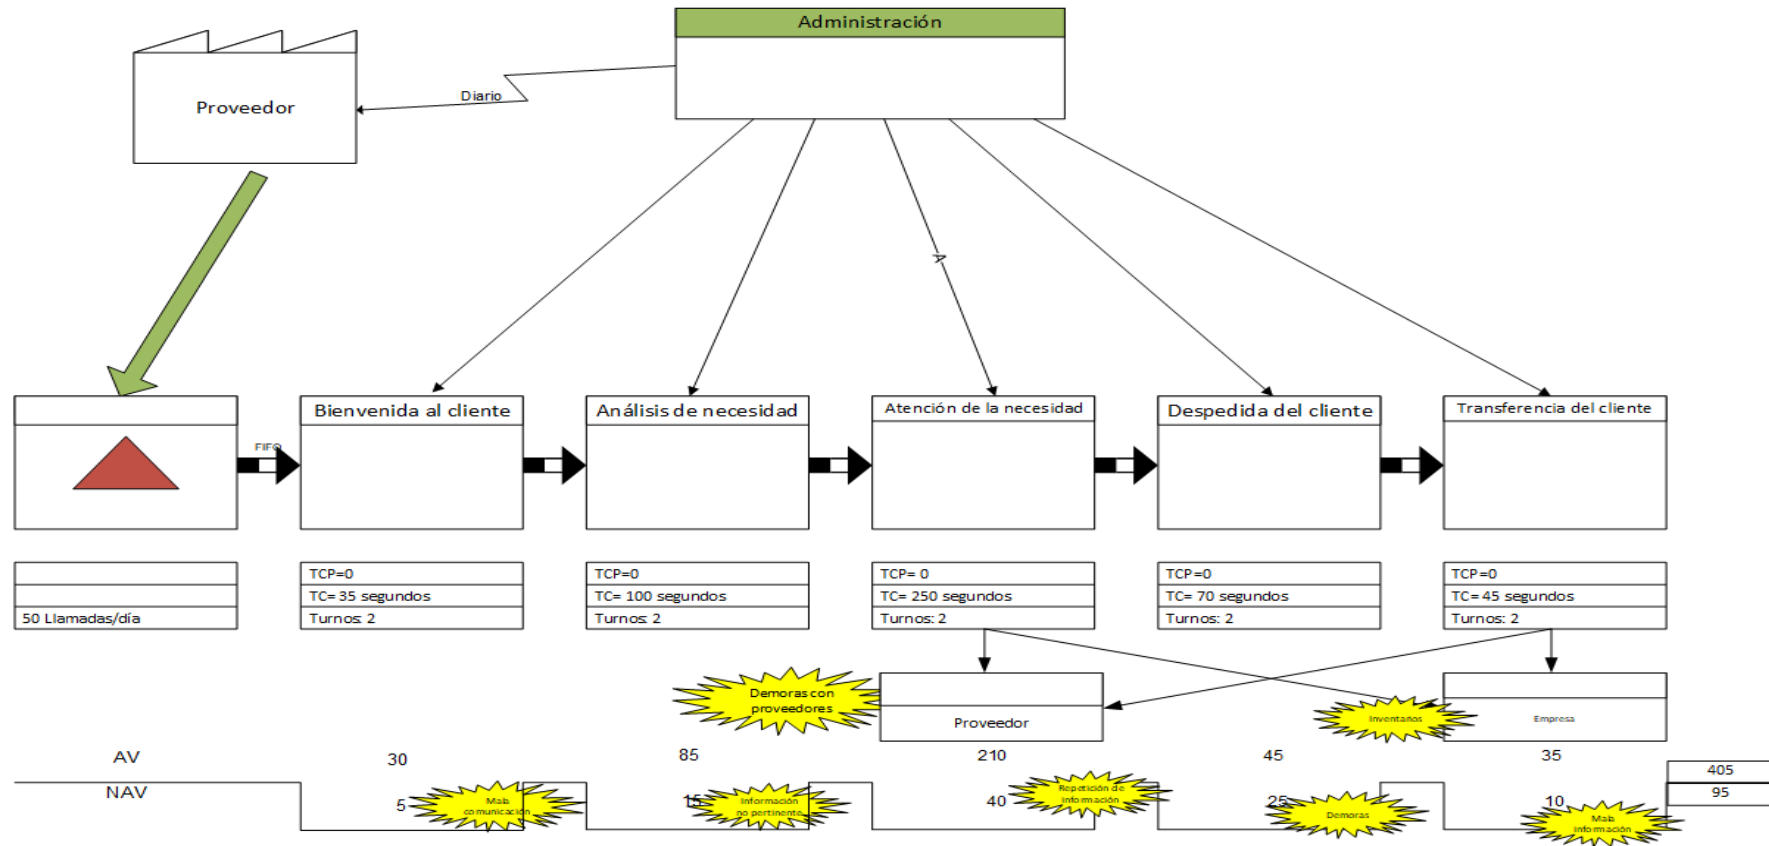 Administración
Proveedor
Diario
A
Bienvenida al cliente
Análisis de necesidad
Atención de la necesidad
Despedida del cliente
Transferencia del cliente
FIFO
50 Llamadas/día
TCP=0
TC= 35 segundos
Turnos: 2
TCP=0
TC= 100 segundos
Turnos: 2
TCP= 0
TC= 250 segundos
Turnos: 2
TCP=0
TC= 70 segundos
Turnos: 2
TCP=0
TC= 45 segundos
Turnos: 2
Demoras con
proveedores
Proveedor
Inventarios
Empresa
AV
30
85
210
45
35
405
NAV
5
Mala
comunicación
15
Información
no pertinente
40
Repetición de
información
25
Demoras
10
Mala
información
95